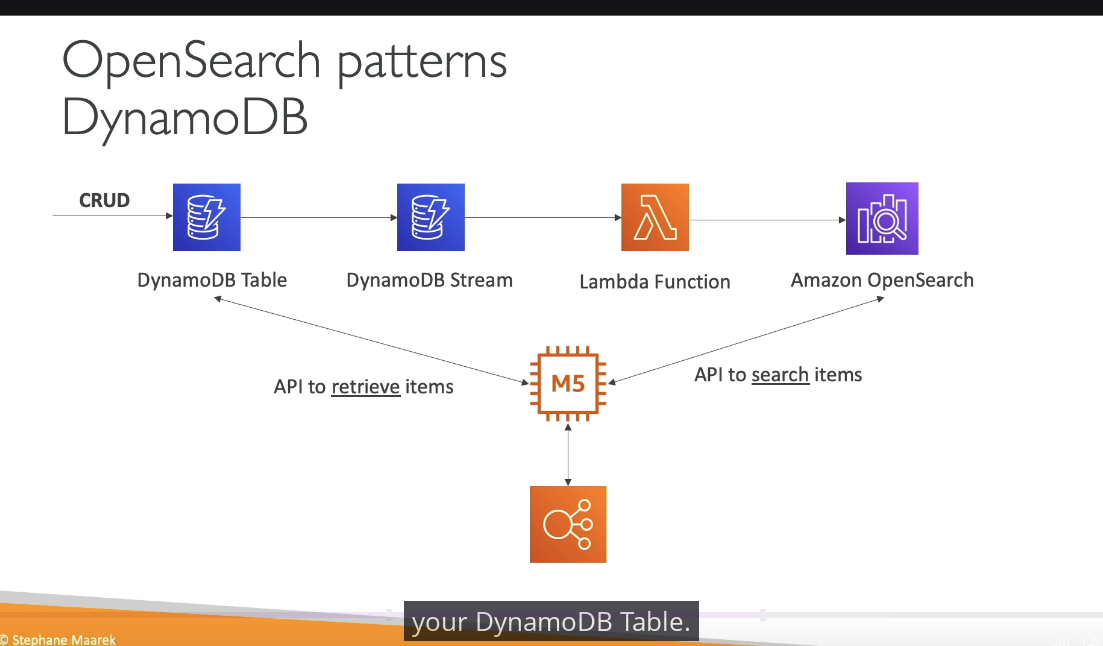 OpenSearch patterns
DynamoDB
CRUD
DynamoDB Table
DynamoDB Stream
Lambda Function
Amazon OpenSearch
API to retrieve items
M5
API to search items
your DynamoDB Table.
© Stephane Maarek